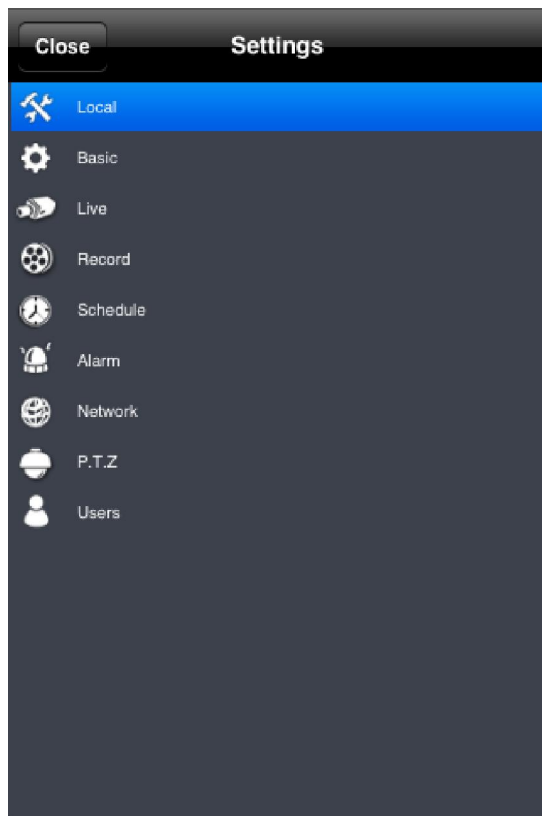 Close
Settings
Local
Basic
Live
Record
Schedule
Alarm
Network
P.T.Z
Users